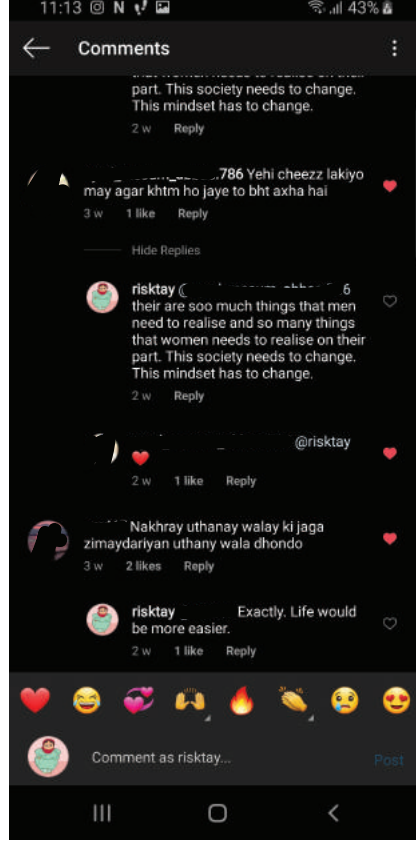 11:13 N 43%
Comments
part. This society needs to change.
This mindset has to change.
2 w Reply
786 Yehi cheezz lakiyo
may agar khtm ho jaye to bht axha hai
3 w 1 like Reply
Hide Replies
risktay 6
their are soo much things that men
need to realise and so many things
that women needs to realise on their
part. This society needs to change.
This mindset has to change.
2 w Reply
@risktay
❤️
2 w 1 like Reply
Nakhray uthanay walay ki jaga
zimaydariyan uthany wala dhondo
3 w 2 likes Reply
risktay Exactly. Life would
be more easier.
2 w 1 like Reply
Comment as risktay...
Post